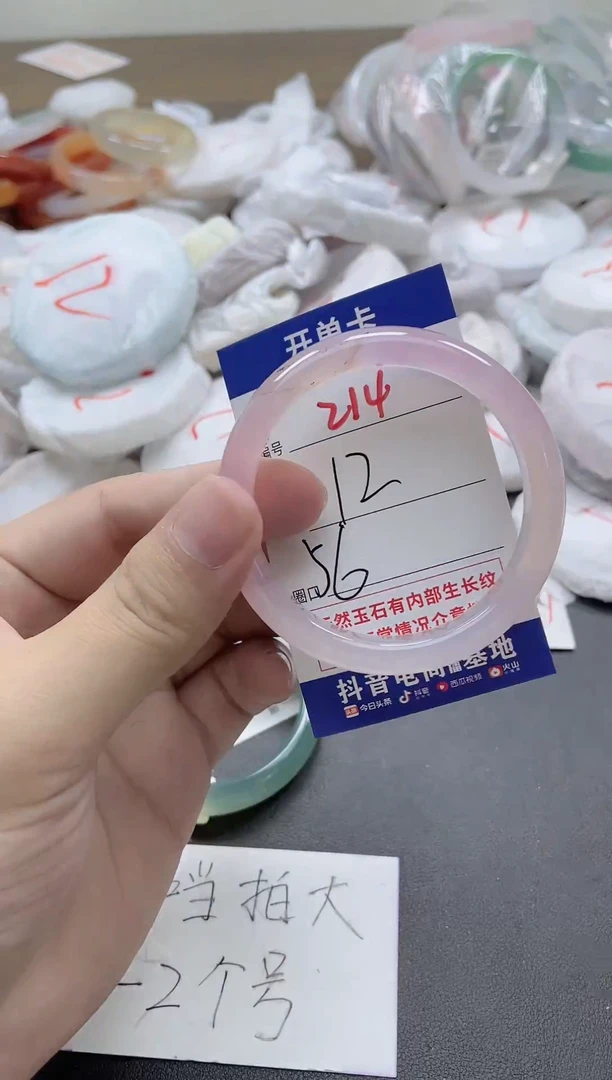 开单卡
214
编号
12
56
圈口
天然玉石有内部生长纹
抖音电商
基地
今日头条 抖音 西瓜视频 火山
拍大
-2个号
12